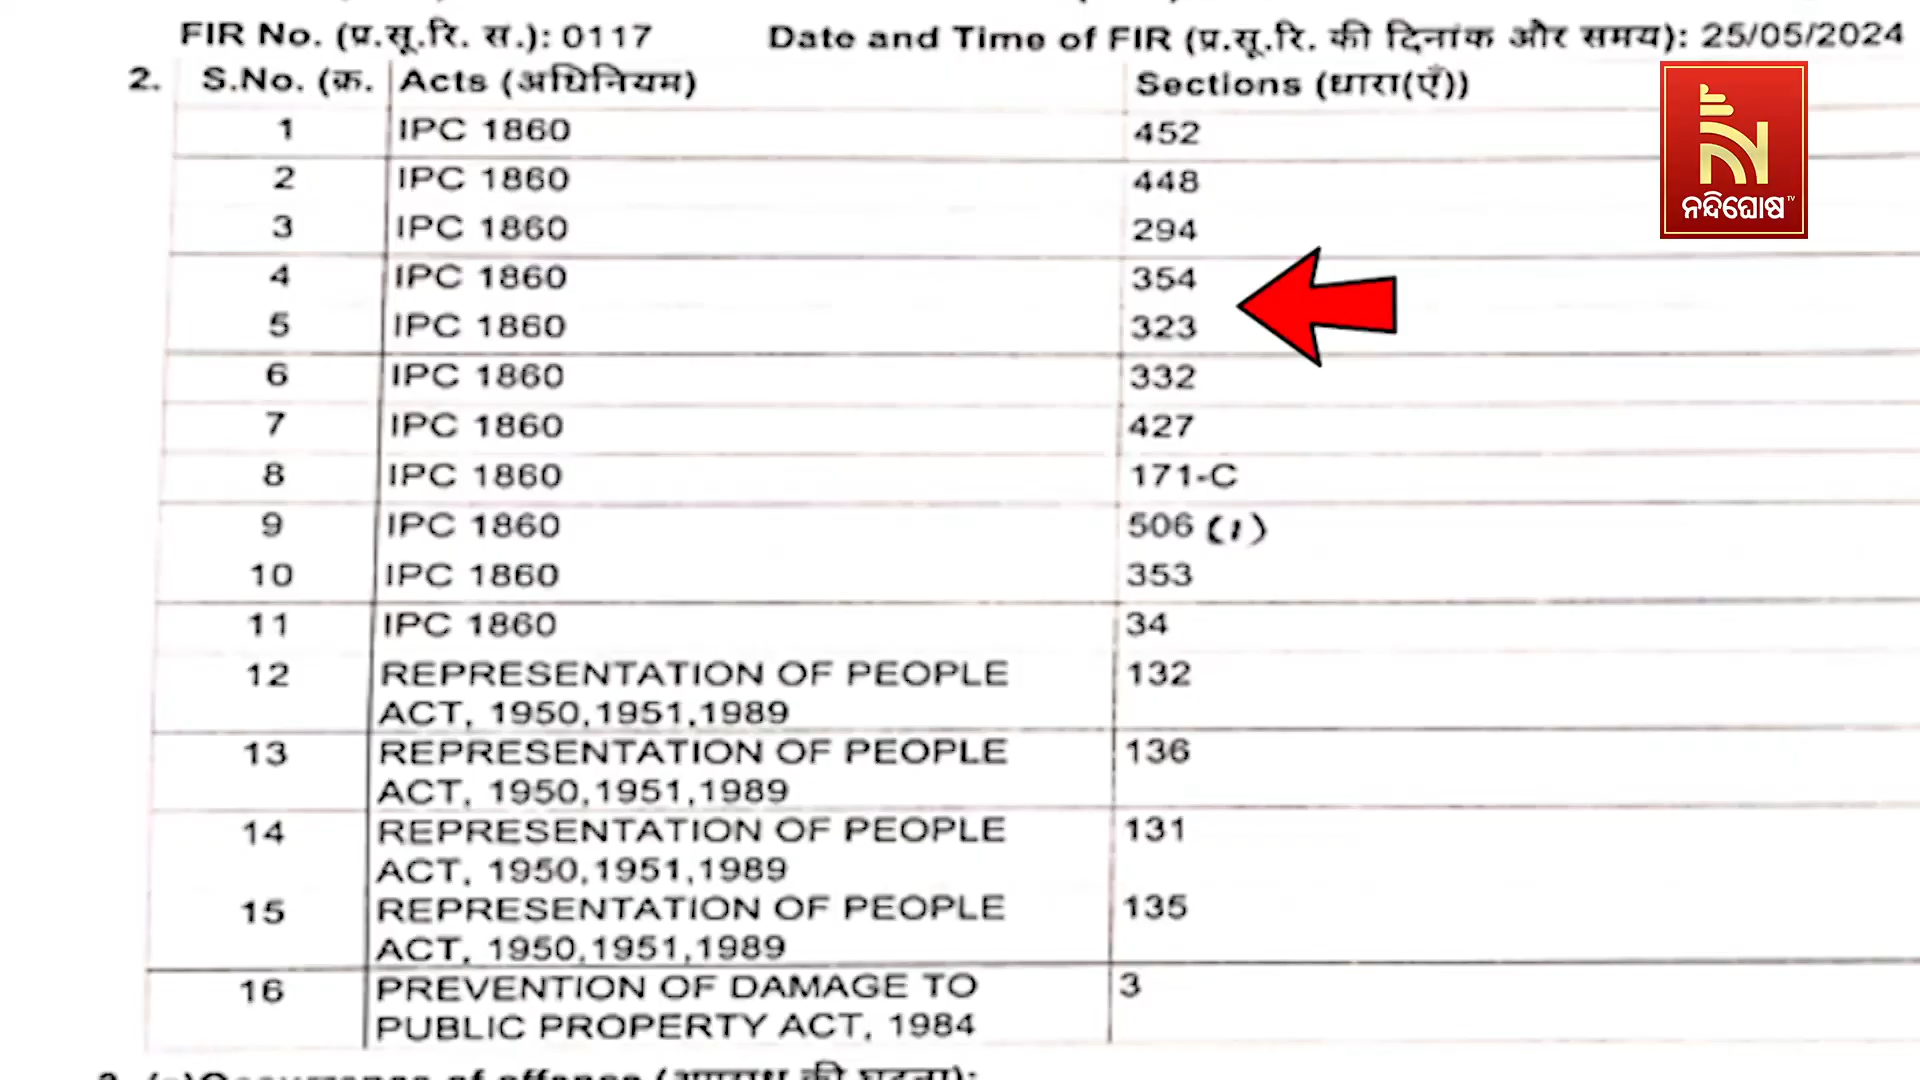 FIR No. (प्र.सू.रि. सं.): 0117 Date and Time of FIR (प्र.सू.रि. की दिनांक और समय): 25/05/2024
2. S.No. (क्र. Acts (अधिनियम) Sections (धारा(एँ))
1 IPC 1860 452
2 IPC 1860 448
3 IPC 1860 294
4 IPC 1860 354
5 IPC 1860 323
6 IPC 1860 332
7 IPC 1860 427
8 IPC 1860 171-C
9 IPC 1860 506 (1)
10 IPC 1860 353
11 IPC 1860 34
12 REPRESENTATION OF PEOPLE 132
ACT, 1950,1951,1989
13 REPRESENTATION OF PEOPLE 136
ACT, 1950,1951,1989
14 REPRESENTATION OF PEOPLE 131
ACT, 1950,1951,1989
15 REPRESENTATION OF PEOPLE 135
ACT, 1950,1951,1989
16 PREVENTION OF DAMAGE TO 3
PUBLIC PROPERTY ACT, 1984
ନନ୍ଦିଘୋଷ TV